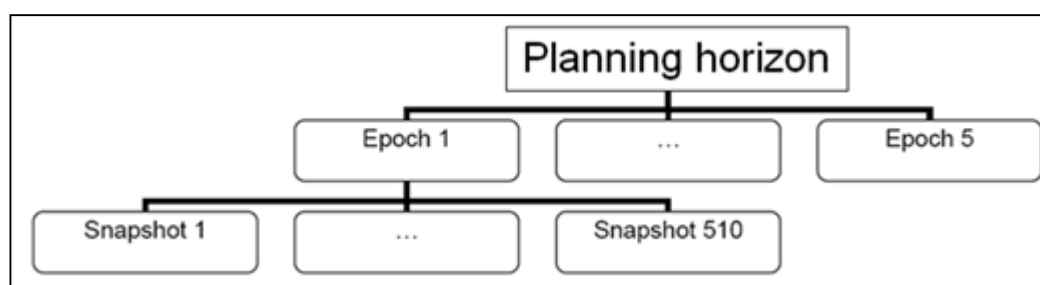 Planning horizon
Epoch 1
...
Epoch 5
Snapshot 1
...
Snapshot 510